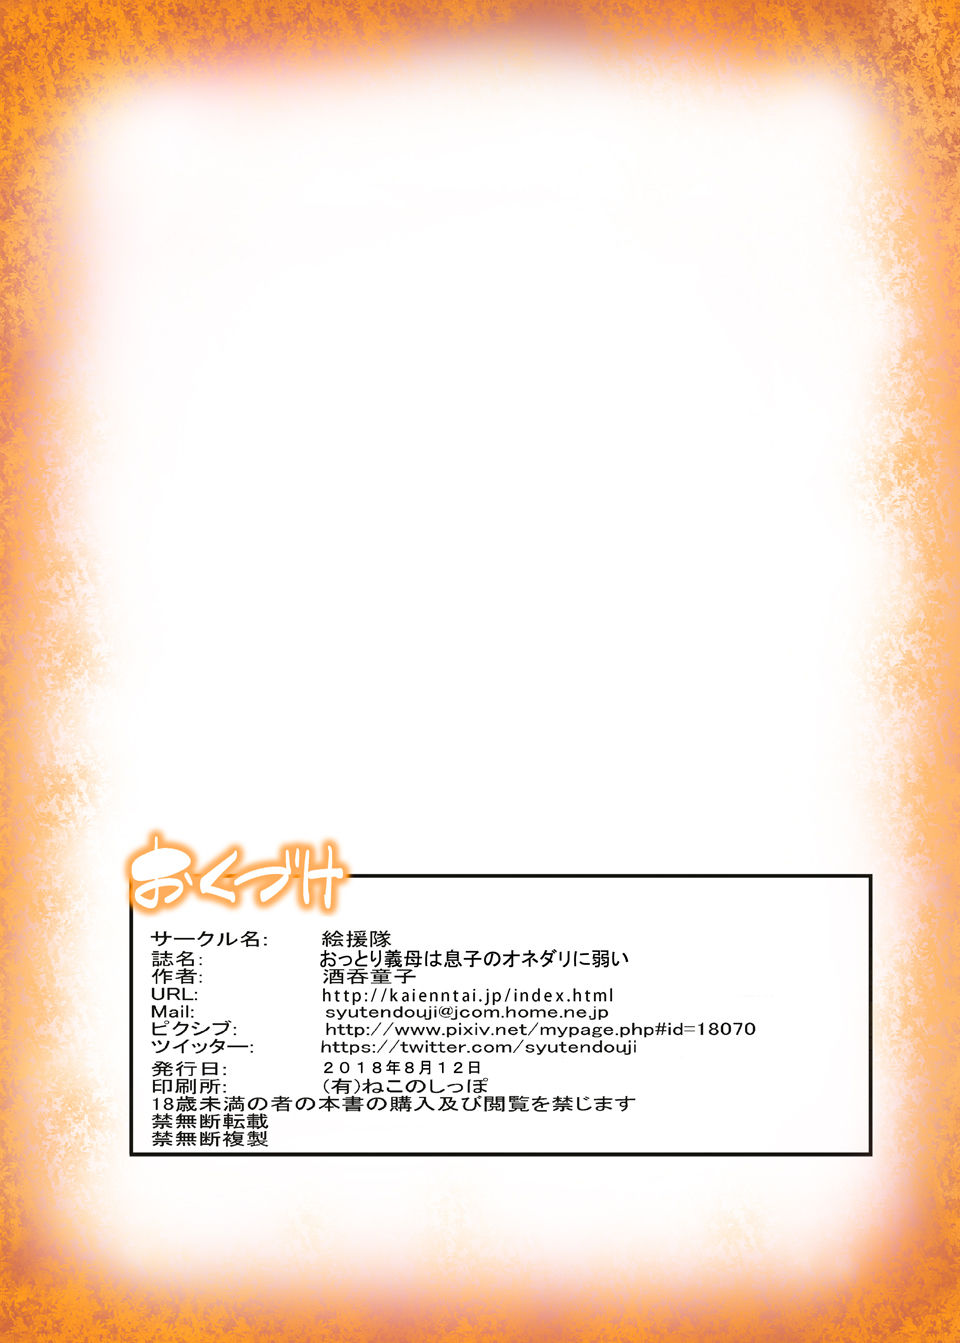 おくづけ
サークル名: 絵援隊
誌名: おっとり義母は息子のオネダリに弱い
作者: 酒呑童子
URL: http://kaienntai.jp/index.html
Mail: syutendouji@jcom.home.ne.jp
ピクシブ: http://www.pixiv.net/mypage.php#id=18070
ツイッター: https://twitter.com/syutendouji
発行日: 2018年8月12日
印刷所: (有)ねこのしっぽ
18歳未満の者の本書の購入及び閲覧を禁じます
禁無断転載
禁無断複製